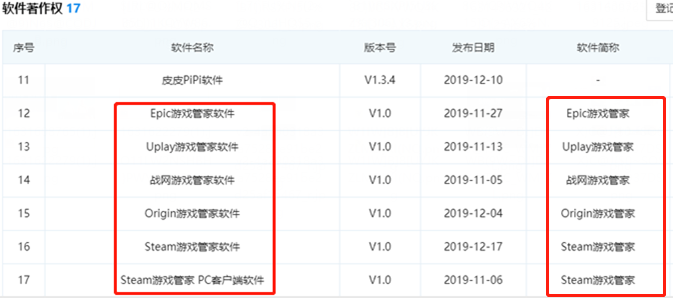 软件著作权 17
登记
序号 软件名称 版本号 发布日期 软件简称
11 皮皮PiPi软件 V1.3.4 2019-12-10 -
12 Epic游戏管家软件 V1.0 2019-11-27 Epic游戏管家
13 Uplay游戏管家软件 V1.0 2019-11-13 Uplay游戏管家
14 战网游戏管家软件 V1.0 2019-11-05 战网游戏管家
15 Origin游戏管家软件 V1.0 2019-12-04 Origin游戏管家
16 Steam游戏管家软件 V1.0 2019-12-17 Steam游戏管家
17 Steam游戏管家 PC客户端软件 V1.0 2019-11-06 Steam游戏管家